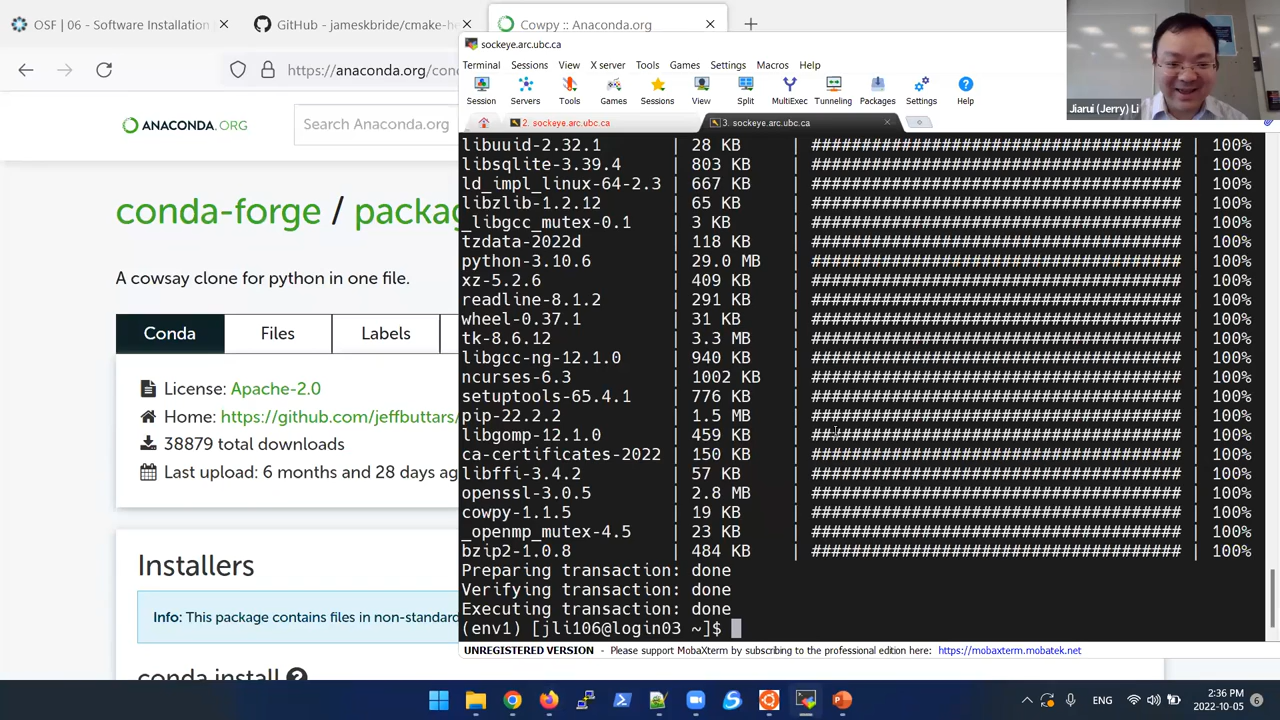 OSF | 06 - Software Installation
GitHub - jameskbride/cmake-he
Cowpy :: Anaconda.org
https://anaconda.org/cond
ANACONDA.ORG
Search Anaconda
conda-forge / packag
A cowsay clone for python in one file.
Conda
Files
Labels
License: Apache-2.0
Home: https://github.com/jeffbuttars/
38879 total downloads
Last upload: 6 months and 28 days ag
Installers
Info: This package contains files in non-standard
conda install ?
sockeye.arc.ubc.ca
Terminal Sessions View X server Tools Games Settings Macros Help
Session Servers Tools Games Sessions View Split MultiExec Tunneling Packages Settings Help
2. sockeye.arc.ubc.ca
3. sockeye.arc.ubc.ca
libuuid-2.32.1 | 28 KB | ##################################### | 100%
libsqlite-3.39.4 | 803 KB | ##################################### | 100%
ld_impl_linux-64-2.3 | 667 KB | ##################################### | 100%
libzlib-1.2.12 | 65 KB | ##################################### | 100%
_libgcc_mutex-0.1 | 3 KB | ##################################### | 100%
tzdata-2022d | 118 KB | ##################################### | 100%
python-3.10.6 | 29.0 MB | ##################################### | 100%
xz-5.2.6 | 409 KB | ##################################### | 100%
readline-8.1.2 | 291 KB | ##################################### | 100%
wheel-0.37.1 | 31 KB | ##################################### | 100%
tk-8.6.12 | 3.3 MB | ##################################### | 100%
libgcc-ng-12.1.0 | 940 KB | ##################################### | 100%
ncurses-6.3 | 1002 KB | ##################################### | 100%
setuptools-65.4.1 | 776 KB | ##################################### | 100%
pip-22.2.2 | 1.5 MB | ##################################### | 100%
libgomp-12.1.0 | 459 KB | ##################################### | 100%
ca-certificates-2022 | 150 KB | ##################################### | 100%
libffi-3.4.2 | 57 KB | ##################################### | 100%
openssl-3.0.5 | 2.8 MB | ##################################### | 100%
cowpy-1.1.5 | 19 KB | ##################################### | 100%
_openmp_mutex-4.5 | 23 KB | ##################################### | 100%
bzip2-1.0.8 | 484 KB | ##################################### | 100%
Preparing transaction: done
Verifying transaction: done
Executing transaction: done
(env1) [jli106@login03 ~]$
UNREGISTERED VERSION - Please support MobaXterm by subscribing to the professional edition here: https://mobaxterm.mobatek.net
Jiarui (Jerry) Li
ENG
2:36 PM
2022-10-05
6